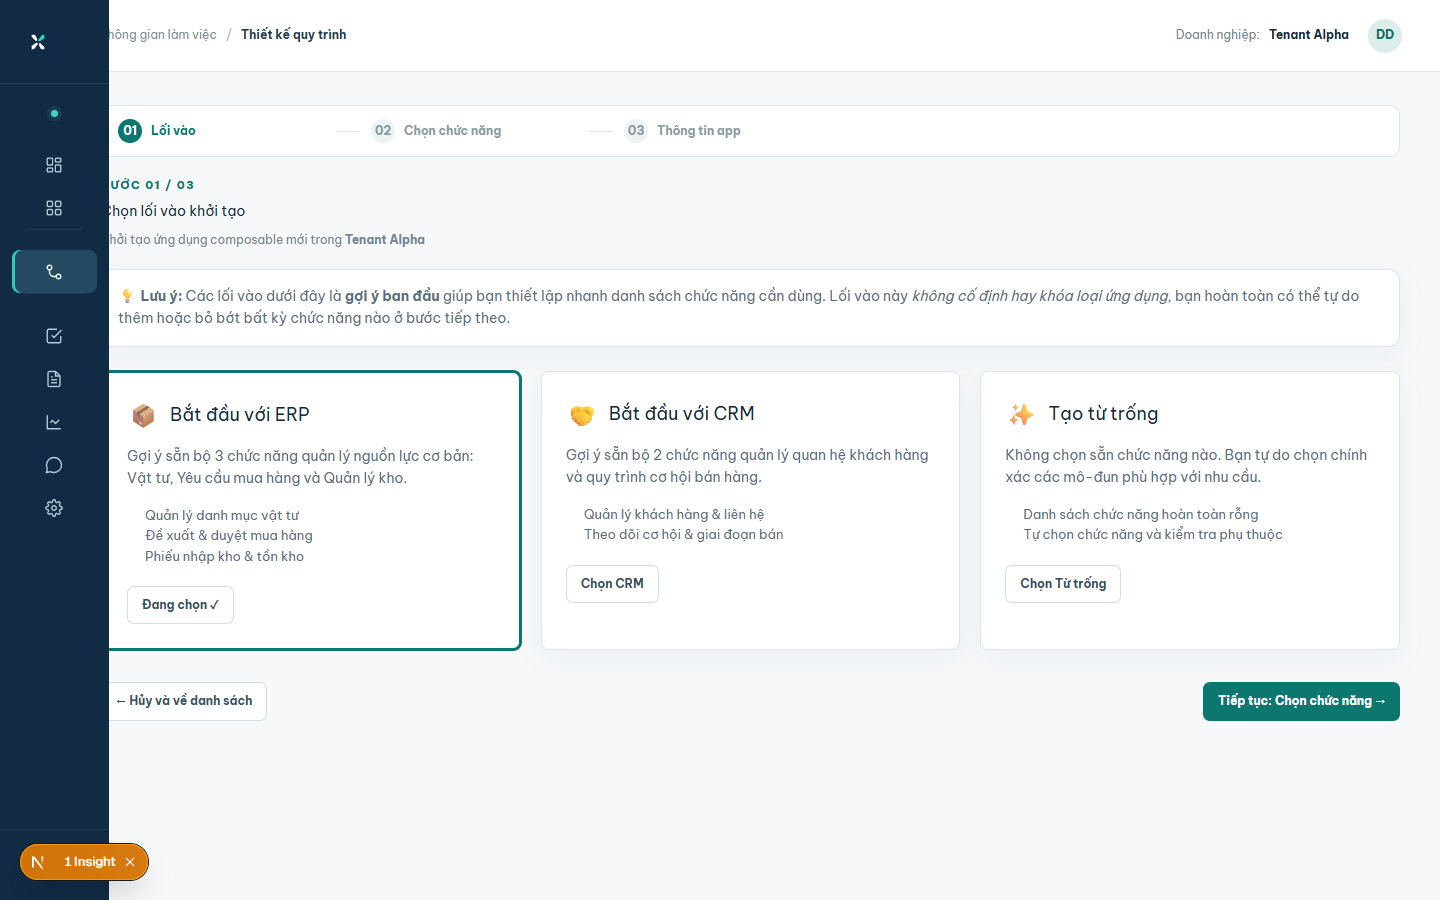 hông gian làm việc / Thiết kế quy trình
Doanh nghiệp: Tenant Alpha DD
01 Lối vào
02 Chọn chức năng
03 Thông tin app
ƯỚC 01 / 03
Chọn lối vào khởi tạo
hởi tạo ứng dụng composable mới trong Tenant Alpha
💡 Lưu ý: Các lối vào dưới đây là gợi ý ban đầu giúp bạn thiết lập nhanh danh sách chức năng cần dùng. Lối vào này không cố định hay khóa loại ứng dụng, bạn hoàn toàn có thể tự do
thêm hoặc bỏ bớt bất kỳ chức năng nào ở bước tiếp theo.
📦 Bắt đầu với ERP
Gợi ý sẵn bộ 3 chức năng quản lý nguồn lực cơ bản:
Vật tư, Yêu cầu mua hàng và Quản lý kho.
Quản lý danh mục vật tư
Đề xuất & duyệt mua hàng
Phiếu nhập kho & tồn kho
Đang chọn ✓
🤝 Bắt đầu với CRM
Gợi ý sẵn bộ 2 chức năng quản lý quan hệ khách hàng
và quy trình cơ hội bán hàng.
Quản lý khách hàng & liên hệ
Theo dõi cơ hội & giai đoạn bán
Chọn CRM
✨ Tạo từ trống
Không chọn sẵn chức năng nào. Bạn tự do chọn chính
xác các mô-đun phù hợp với nhu cầu.
Danh sách chức năng hoàn toàn rỗng
Tự chọn chức năng và kiểm tra phụ thuộc
Chọn Từ trống
← Hủy và về danh sách
Tiếp tục: Chọn chức năng →
N 1 Insight ×